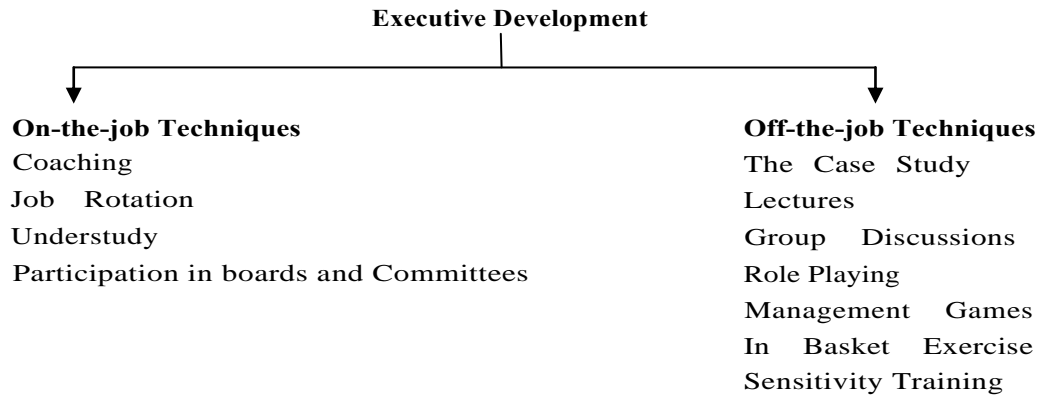 Executive Development
On-the-job Techniques
Coaching
Job Rotation
Understudy
Participation in boards and Committees
Off-the-job Techniques
The Case Study
Lectures
Group Discussions
Role Playing
Management Games
In Basket Exercise
Sensitivity Training